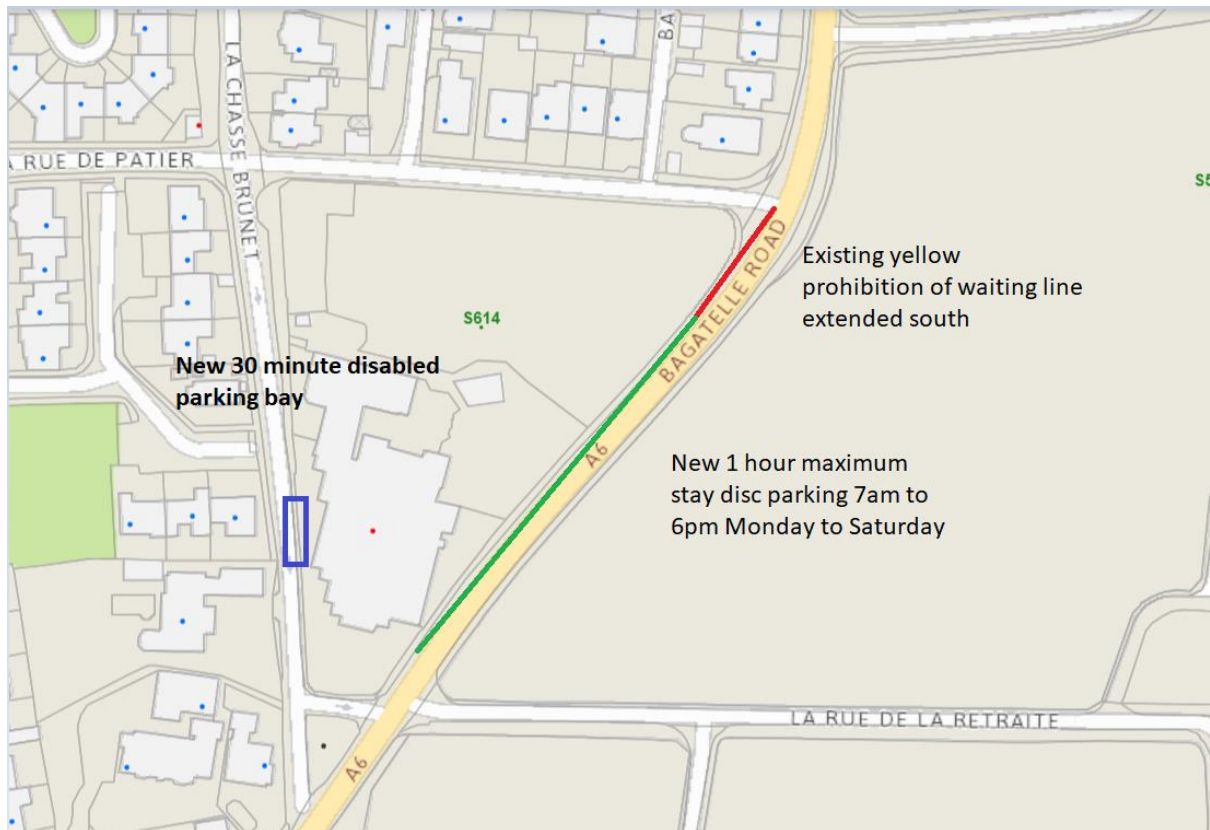 LA CHASSE BRUNET
BA
A RUE DE PATIER
S5
BAGATELLE ROAD
Existing yellow
prohibition of waiting line
extended south
S614
New 30 minute disabled
parking bay
A6
New 1 hour maximum
stay disc parking 7am to
6pm Monday to Saturday
LA RUE DE LA RETRAITE
A6